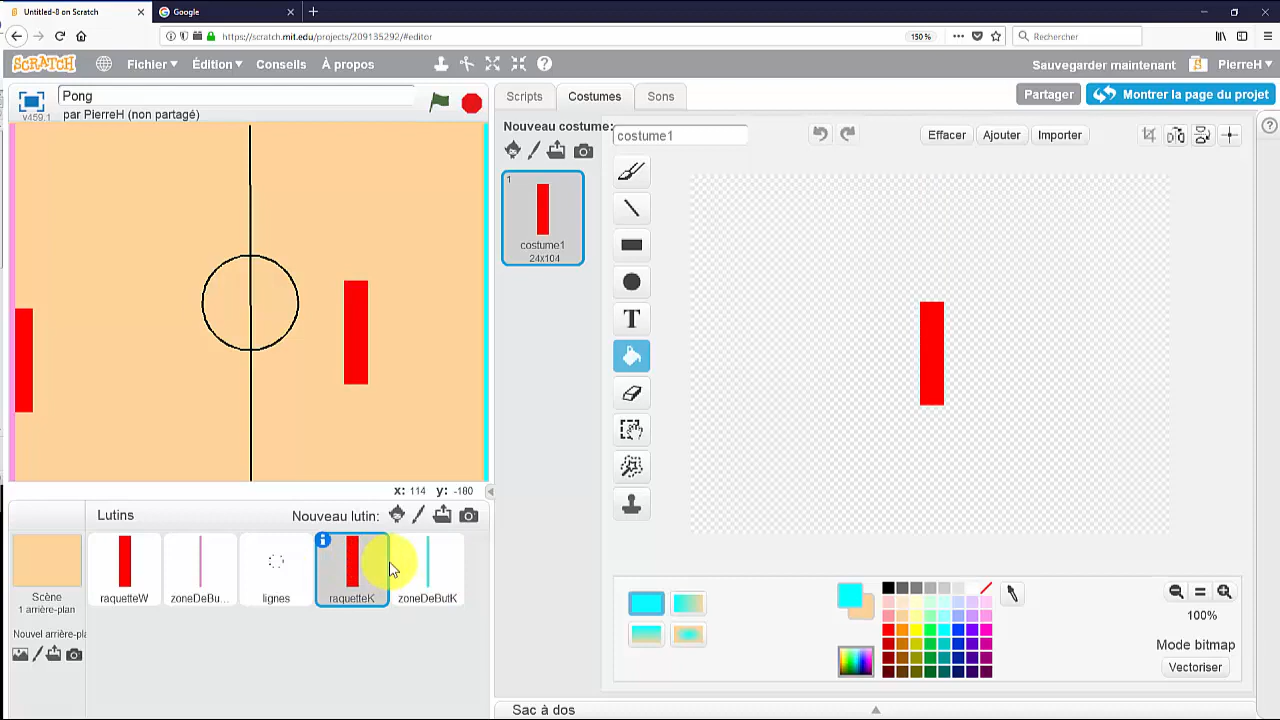 Untitled-8 on Scratch
Google
https://scratch.mit.edu/projects/209135292/#editor
150 %
Rechercher
SCRATCH
Fichier
Édition
Conseils
À propos
Sauvegarder maintenant
PierreH
v459.1
Pong
par PierreH (non partagé)
Scripts
Costumes
Sons
Partager
Montrer la page du projet
Nouveau costume:
costume1
Effacer
Ajouter
Importer
1
costume1
24x104
T
x: 114 y: -180
Lutins
Nouveau lutin:
Scène
1 arrière-plan
raquetteW
zoneDeBu...
lignes
raquetteK
zoneDeButK
Nouvel arrière-pla
100%
Mode bitmap
Vectoriser
Sac à dos